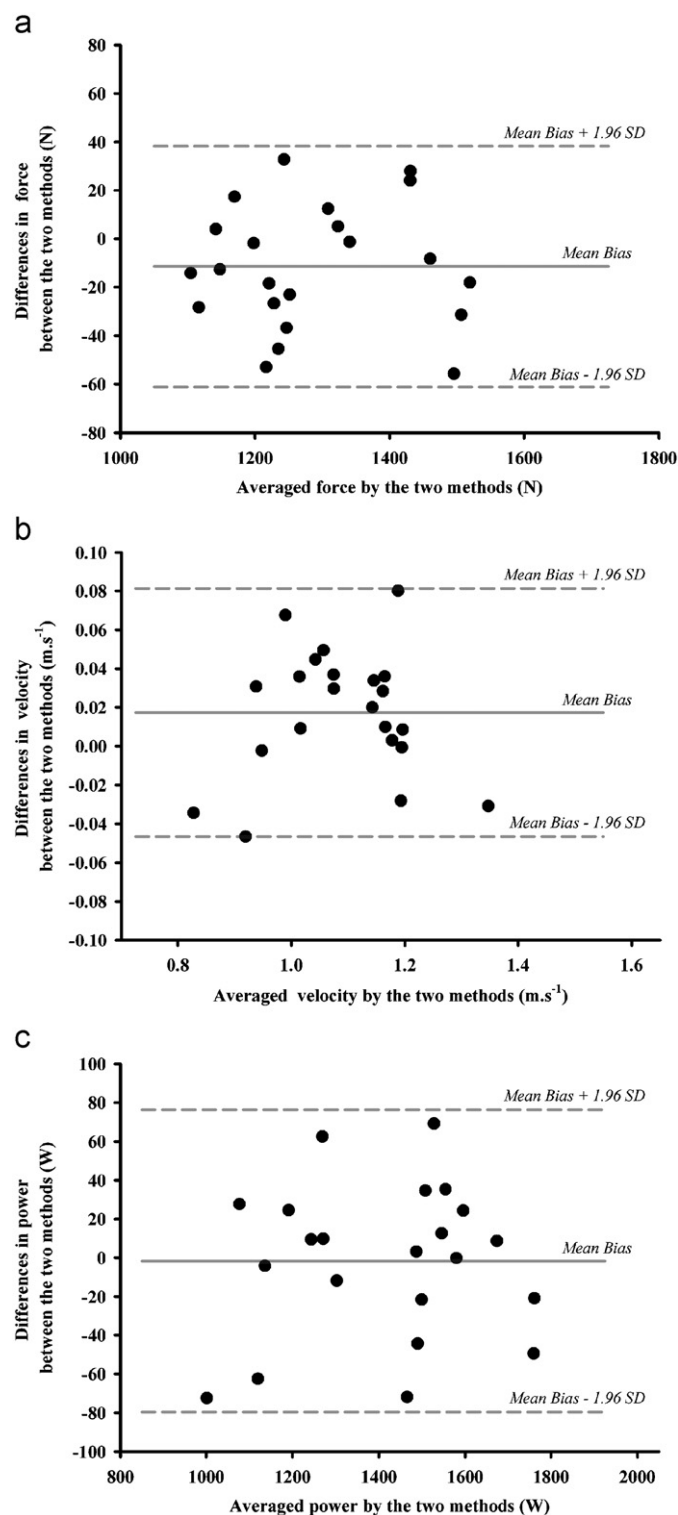 a
Differences in force
between the two methods (N)
80
60
40
20
0
-20
-40
-60
-80
Mean Bias + 1.96 SD
Mean Bias
Mean Bias - 1.96 SD
1000 1200 1400 1600 1800
Averaged force by the two methods (N)
b
Differences in velocity
between the two methods (m.s⁻¹)
0.10
0.08
0.06
0.04
0.02
0.00
-0.02
-0.04
-0.06
-0.08
-0.10
Mean Bias + 1.96 SD
Mean Bias
Mean Bias - 1.96 SD
0.8 1.0 1.2 1.4 1.6
Averaged velocity by the two methods (m.s⁻¹)
c
Differences in power
between the two methods (W)
100
80
60
40
20
0
-20
-40
-60
-80
-100
Mean Bias + 1.96 SD
Mean Bias
Mean Bias - 1.96 SD
800 1000 1200 1400 1600 1800 2000
Averaged power by the two methods (W)